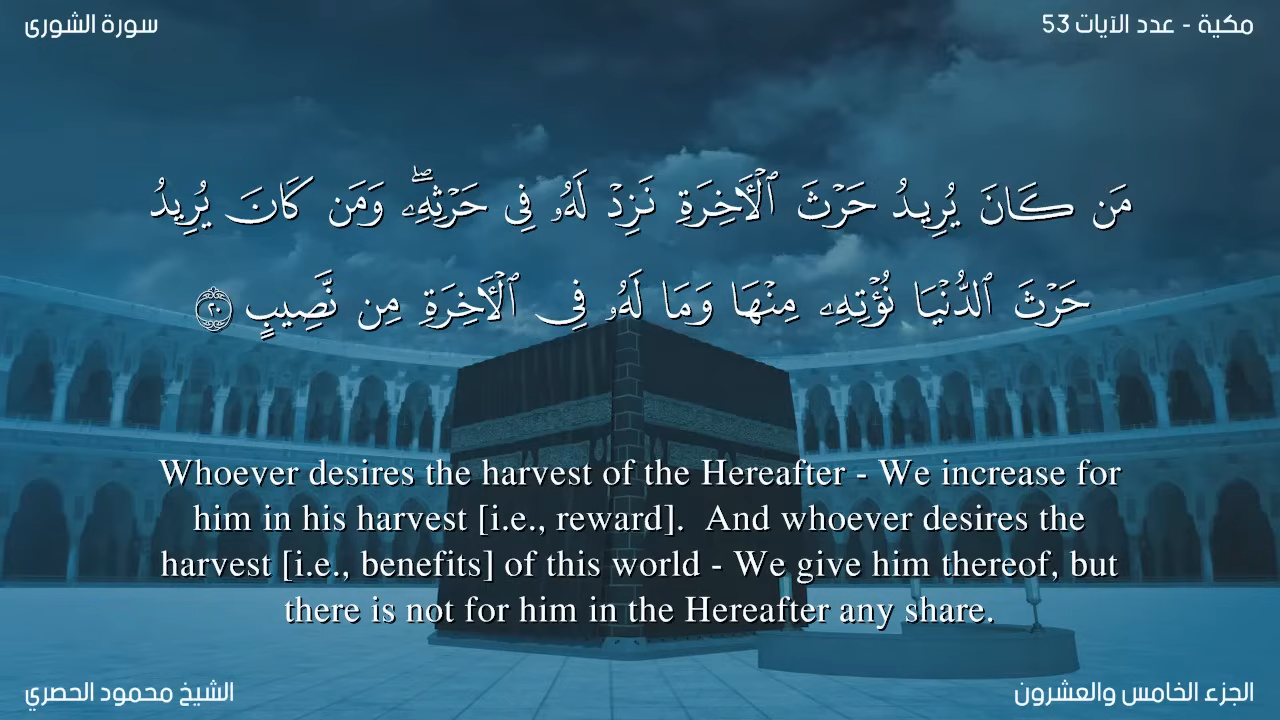 سورة الشورى
مكية - عدد الآيات 53
مَن كَانَ يُرِيدُ حَرْثَ ٱلْـَٔاخِرَةِ نَزِدْ لَهُۥ فِى حَرْثِهِۦ ۖ وَمَن كَانَ يُرِيدُ
حَرْثَ ٱلدُّنْيَا نُؤْتِهِۦ مِنْهَا وَمَا لَهُۥ فِى ٱلْـَٔاخِرَةِ مِن نَّصِيبٍ ٢٠
Whoever desires the harvest of the Hereafter - We increase for
him in his harvest [i.e., reward].  And whoever desires the
harvest [i.e., benefits] of this world - We give him thereof, but
there is not for him in the Hereafter any share.
الشيخ محمود الحصري
الجزء الخامس والعشرون